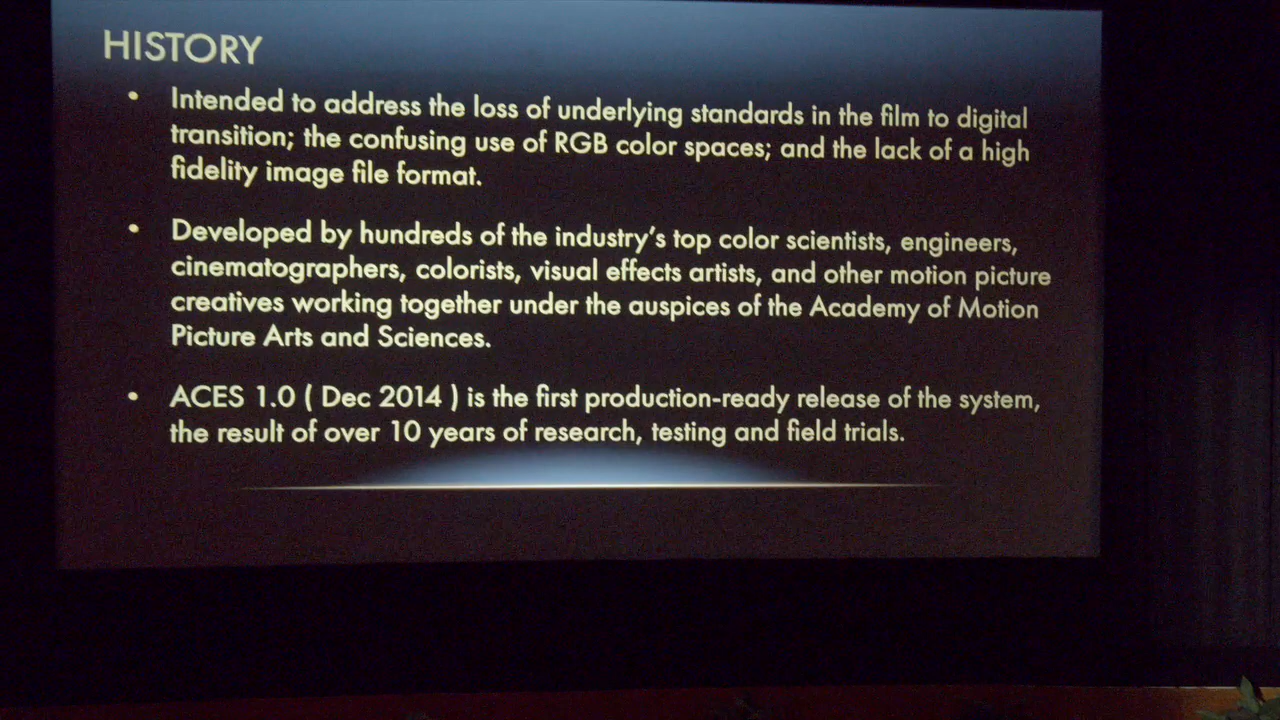 HISTORY
• Intended to address the loss of underlying standards in the film to digital
transition; the confusing use of RGB color spaces; and the lack of a high
fidelity image file format.
• Developed by hundreds of the industry's top color scientists, engineers,
cinematographers, colorists, visual effects artists, and other motion picture
creatives working together under the auspices of the Academy of Motion
Picture Arts and Sciences.
• ACES 1.0 ( Dec 2014 ) is the first production-ready release of the system,
the result of over 10 years of research, testing and field trials.